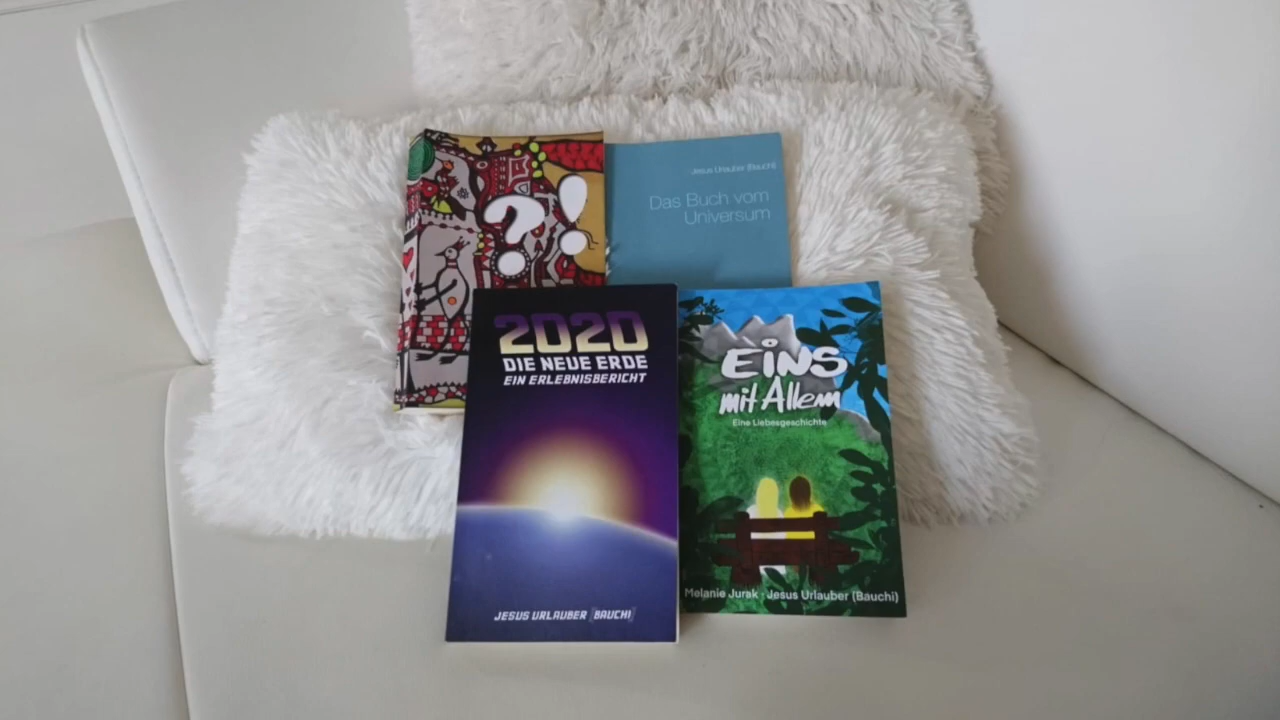 ?!
Jesus Urlauber (Bauchi)
Das Buch vom
Universum
2020
DIE NEUE ERDE
EIN ERLEBNISBERICHT
JESUS URLAUBER (BAUCHI)
EiNS
mit Allem
Eine Liebesgeschichte
Melanie Jurak · Jesus Urlauber (Bauchi)